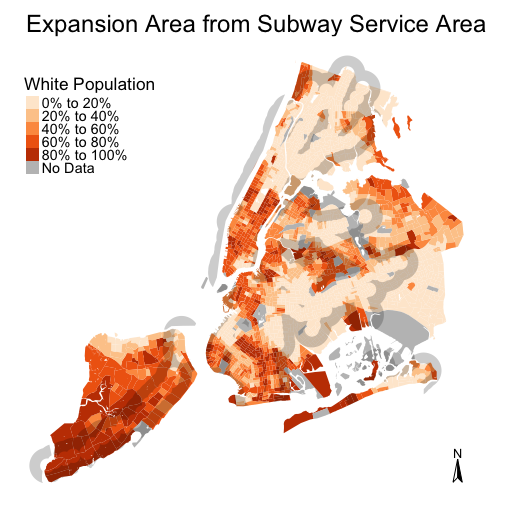 Expansion Area from Subway Service Area
White Population
0% to 20%
20% to 40%
40% to 60%
60% to 80%
80% to 100%
No Data
N